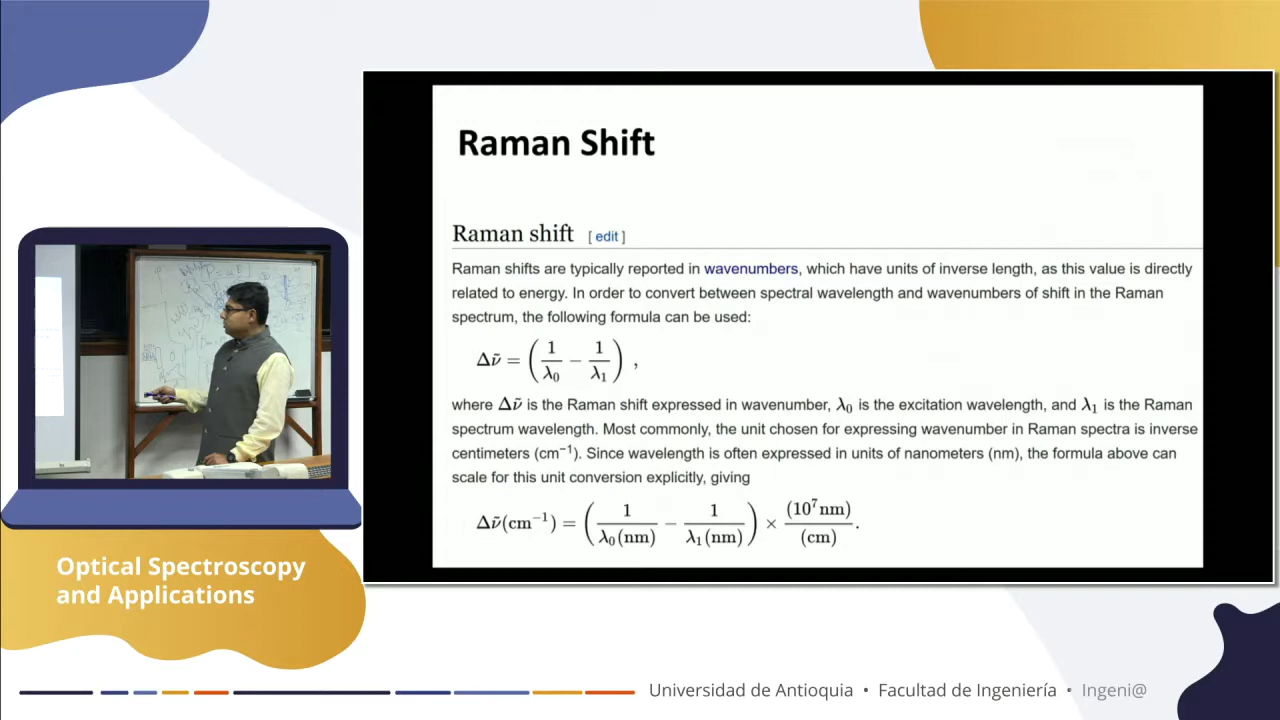 Raman Shift
Raman shift [ edit ]
Raman shifts are typically reported in wavenumbers, which have units of inverse length, as this value is directly
related to energy. In order to convert between spectral wavelength and wavenumbers of shift in the Raman
spectrum, the following formula can be used:
Δν̃ = (1/λ₀ − 1/λ₁) ,
where Δν̃ is the Raman shift expressed in wavenumber, λ₀ is the excitation wavelength, and λ₁ is the Raman
spectrum wavelength. Most commonly, the unit chosen for expressing wavenumber in Raman spectra is inverse
centimeters (cm⁻¹). Since wavelength is often expressed in units of nanometers (nm), the formula above can
scale for this unit conversion explicitly, giving
Δν̃(cm⁻¹) = (1/λ₀(nm) − 1/λ₁(nm)) × (10⁷nm)/(cm).
Optical Spectroscopy
and Applications
Universidad de Antioquia • Facultad de Ingeniería • Ingeni@